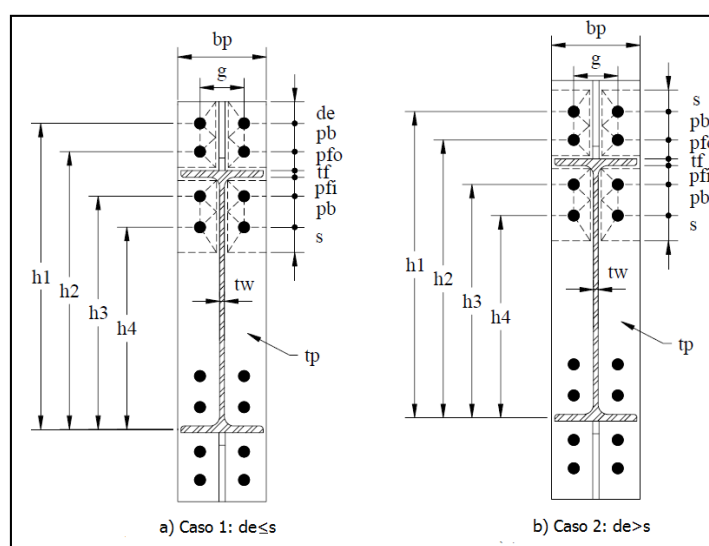 bp
g
de
pb
pfo
tf
pfi
pb
s
h1
h2
h3
h4
tw
tp
a) Caso 1: de≤s
bp
g
s
pb
pfo
tf
pfi
pb
s
h1
h2
h3
h4
tw
tp
b) Caso 2: de>s